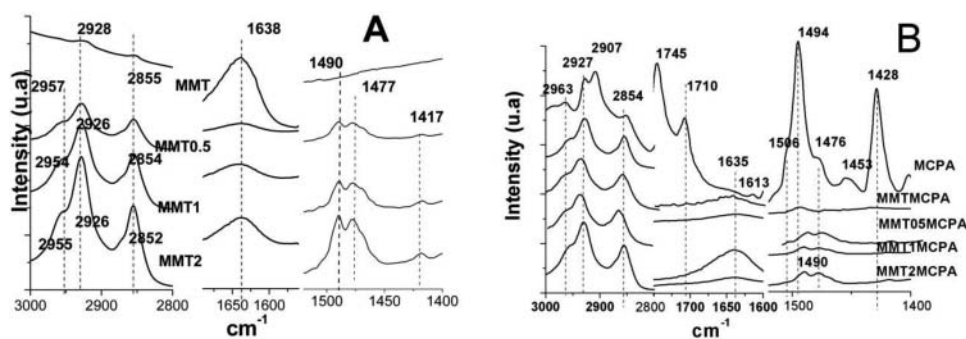 A
2928
2957
2855
1638
1490
1477
1417
MMT
2926
MMT0.5
2954
2854
MMT1
2926
2955
2852
MMT2
Intensity (u.a)
3000 2900 2800 1650 1600 1500 1450 1400
cm-1
B
2907
2927
2963
2854
1745
1710
1635
1613
1494
1428
1506
1476
1453
MCPA
MMTMCPA
MMT05MCPA
MMT1MCPA
1490
MMT2MCPA
Intensity (u.a)
3000 2900 2800 1700 1650 1600 1500 1400
cm-1